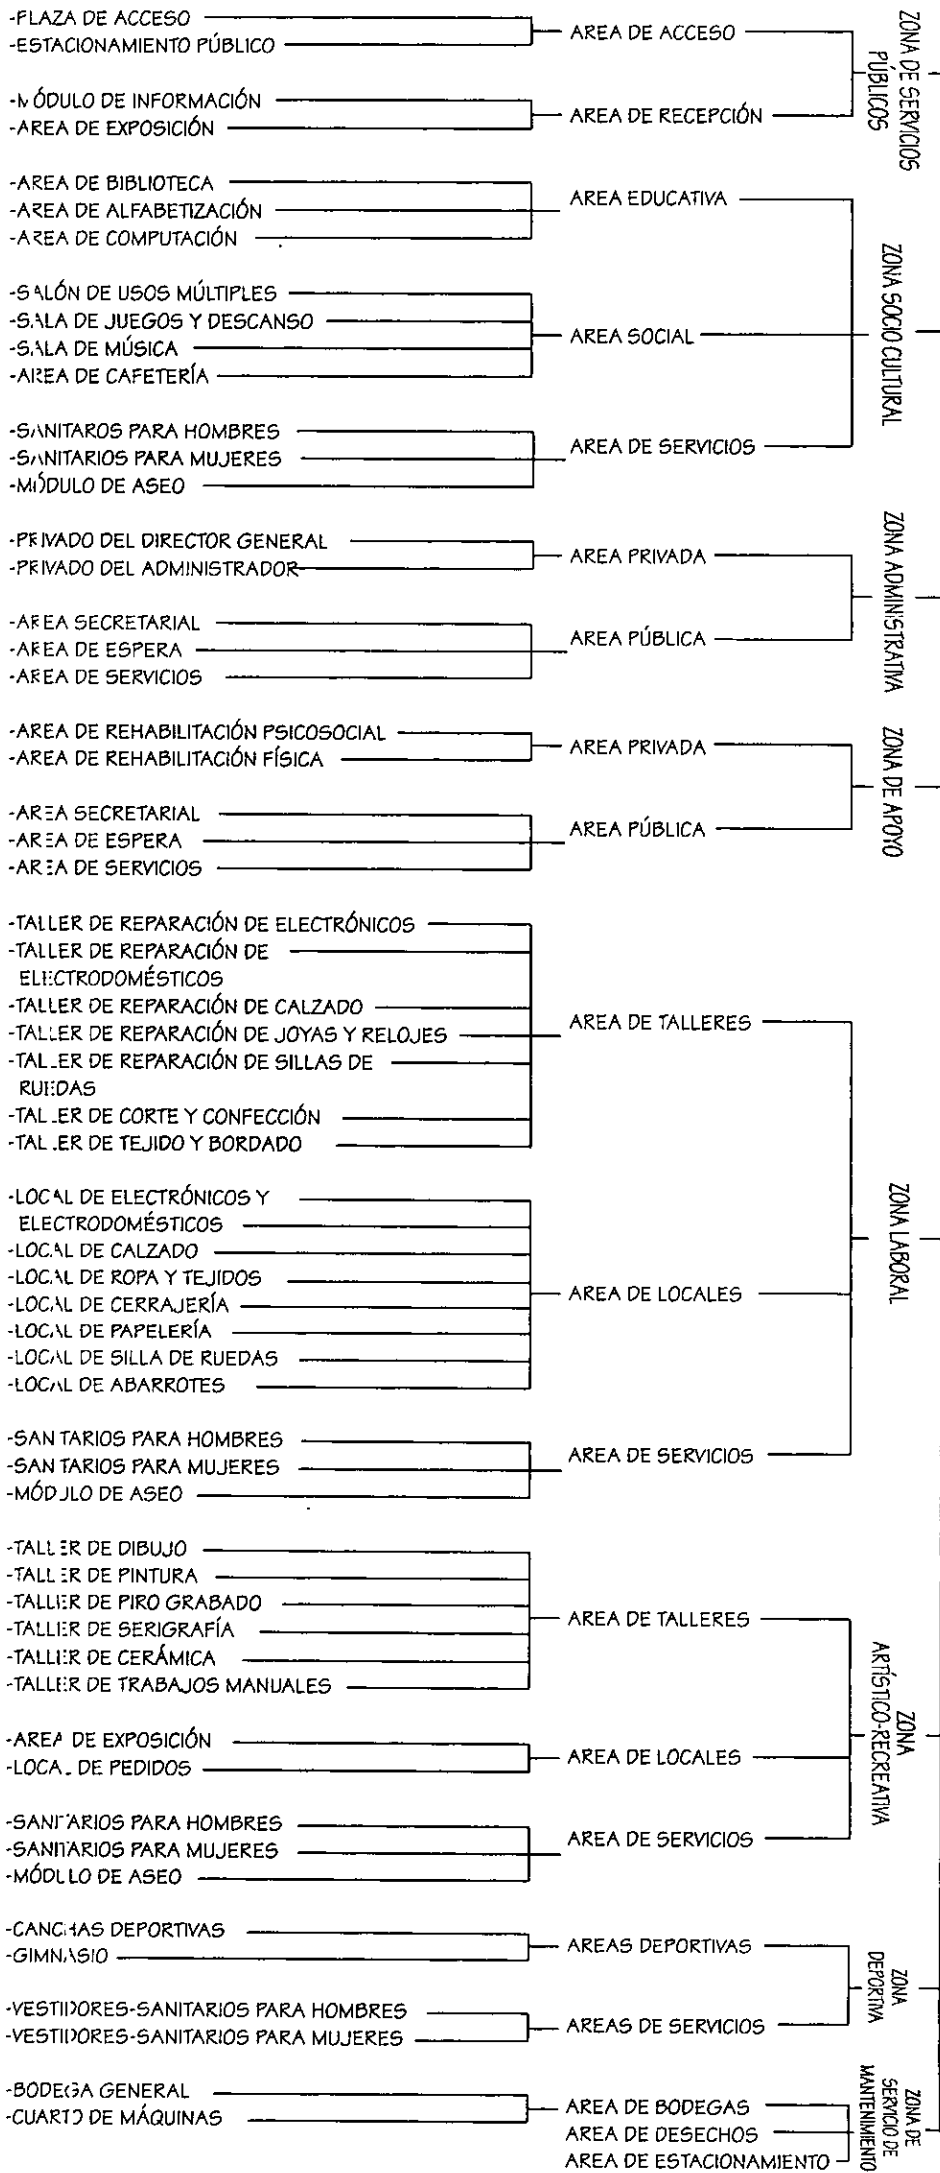 -PLAZA DE ACCESO
-ESTACIONAMIENTO PÚBLICO
AREA DE ACCESO
-MÓDULO DE INFORMACIÓN
-AREA DE EXPOSICIÓN
AREA DE RECEPCIÓN
ZONA DE SERVICIOS
PÚBLICOS
-AREA DE BIBLIOTECA
-AREA DE ALFABETIZACIÓN
-AREA DE COMPUTACIÓN
AREA EDUCATIVA
-SALÓN DE USOS MÚLTIPLES
-SALA DE JUEGOS Y DESCANSO
-SALA DE MÚSICA
-AREA DE CAFETERÍA
AREA SOCIAL
-SANITAROS PARA HOMBRES
-SANITARIOS PARA MUJERES
-MÓDULO DE ASEO
AREA DE SERVICIOS
ZONA SOCIO CULTURAL
-PRIVADO DEL DIRECTOR GENERAL
-PRIVADO DEL ADMINISTRADOR
AREA PRIVADA
-AREA SECRETARIAL
-AREA DE ESPERA
-AREA DE SERVICIOS
AREA PÚBLICA
ZONA ADMINISTRATIVA
-AREA DE REHABILITACIÓN PSICOSOCIAL
-AREA DE REHABILITACIÓN FÍSICA
AREA PRIVADA
-AREA SECRETARIAL
-AREA DE ESPERA
-AREA DE SERVICIOS
AREA PÚBLICA
ZONA DE APOYO
-TALLER DE REPARACIÓN DE ELECTRÓNICOS
-TALLER DE REPARACIÓN DE
ELECTRODOMÉSTICOS
-TALLER DE REPARACIÓN DE CALZADO
-TALLER DE REPARACIÓN DE JOYAS Y RELOJES
-TALLER DE REPARACIÓN DE SILLAS DE
RUEDAS
-TALLER DE CORTE Y CONFECCIÓN
-TALLER DE TEJIDO Y BORDADO
AREA DE TALLERES
-LOCAL DE ELECTRÓNICOS Y
ELECTRODOMÉSTICOS
-LOCAL DE CALZADO
-LOCAL DE ROPA Y TEJIDOS
-LOCAL DE CERRAJERÍA
-LOCAL DE PAPELERÍA
-LOCAL DE SILLA DE RUEDAS
-LOCAL DE ABARROTES
AREA DE LOCALES
-SANITARIOS PARA HOMBRES
-SANITARIOS PARA MUJERES
-MÓDULO DE ASEO
AREA DE SERVICIOS
ZONA LABORAL
-TALLER DE DIBUJO
-TALLER DE PINTURA
-TALLER DE PIRO GRABADO
-TALLER DE SERIGRAFÍA
-TALLER DE CERÁMICA
-TALLER DE TRABAJOS MANUALES
AREA DE TALLERES
-AREA DE EXPOSICIÓN
-LOCAL DE PEDIDOS
AREA DE LOCALES
-SANITARIOS PARA HOMBRES
-SANITARIOS PARA MUJERES
-MÓDULO DE ASEO
AREA DE SERVICIOS
ZONA
ARTÍSTICO-RECREATIVA
-CANCHAS DEPORTIVAS
-GIMNASIO
AREAS DEPORTIVAS
-VESTIDORES-SANITARIOS PARA HOMBRES
-VESTIDORES-SANITARIOS PARA MUJERES
AREAS DE SERVICIOS
ZONA
DEPORTIVA
-BODEGA GENERAL
-CUARTO DE MÁQUINAS
AREA DE BODEGAS
AREA DE DESECHOS
AREA DE ESTACIONAMIENTO
ZONA DE
SERVICIO DE
MANTENIMIENTO